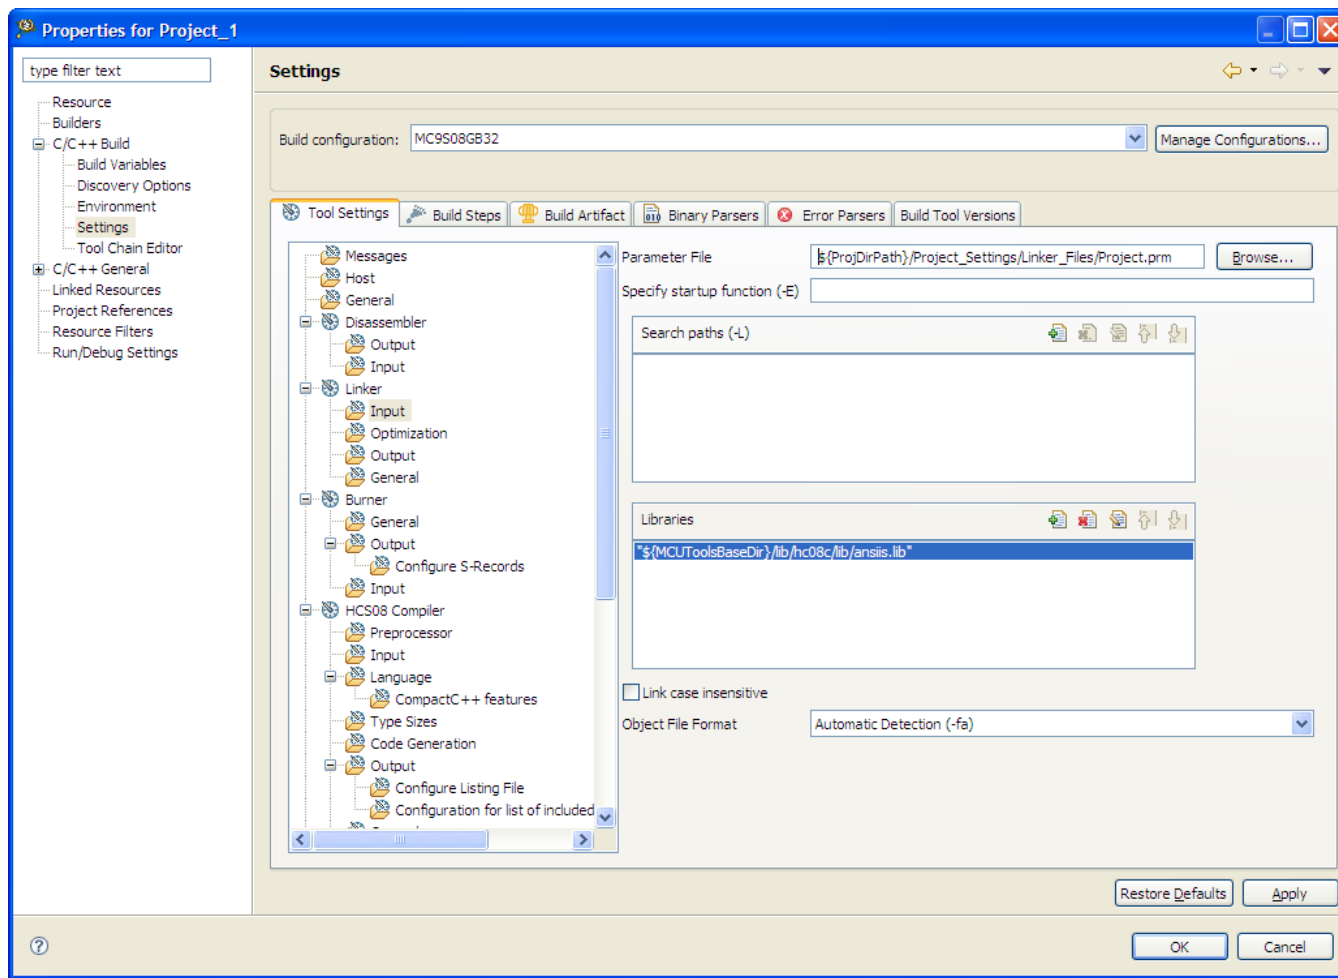 Properties for Project_1
type filter text
Resource
Builders
C/C++ Build
Build Variables
Discovery Options
Environment
Settings
Tool Chain Editor
C/C++ General
Linked Resources
Project References
Resource Filters
Run/Debug Settings
Settings
Build configuration: MC9S08GB32 Manage Configurations...
Tool Settings Build Steps Build Artifact Binary Parsers Error Parsers Build Tool Versions
Messages
Host
General
Disassembler
Output
Input
Linker
Input
Optimization
Output
General
Burner
General
Output
Configure S-Records
Input
HCS08 Compiler
Preprocessor
Input
Language
CompactC++ features
Type Sizes
Code Generation
Output
Configure Listing File
Configuration for list of included
Parameter File ${ProjDirPath}/Project_Settings/Linker_Files/Project.prm Browse...
Specify startup function (-E)
Search paths (-L)
Libraries
"${MCUToolsBaseDir}/lib/hc08c/lib/ansiis.lib"
Link case insensitive
Object File Format Automatic Detection (-fa)
Restore Defaults Apply
OK Cancel